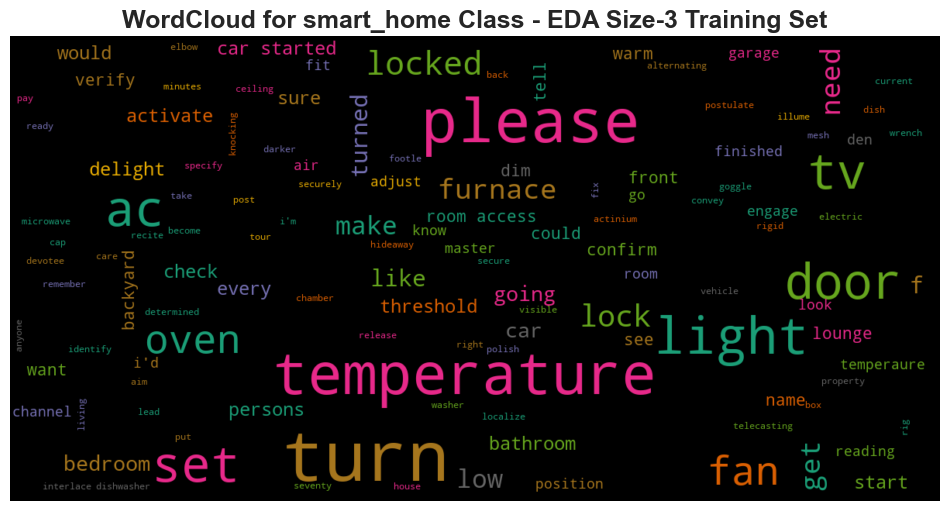 WordCloud for smart_home Class - EDA Size-3 Training Set
would elbow car started locked back warm garage
verify minutes fit ceiling sure tell alternating need current
pay activate knocking turned please postulate illume dish
ready darker footle finished mesh den wrench
delight specify air securely adjust dim furnace front tv
take post fix go goggle convey engage electric
ac i'm make room access know could actinium rigid
microwave cap recite become tour hideaway master confirm
devotee care secure
backyard check every like going room vehicle door f
remember chamber threshold visible look
determined car lock see light lounge
anyone identify oven release right polish
want i'd aim temperature temperaure property
channel living lead persons washer localize name box
put telecasting rig
bedroom set turn low bathroom fan get reading
interlace dishwasher seventy house position start